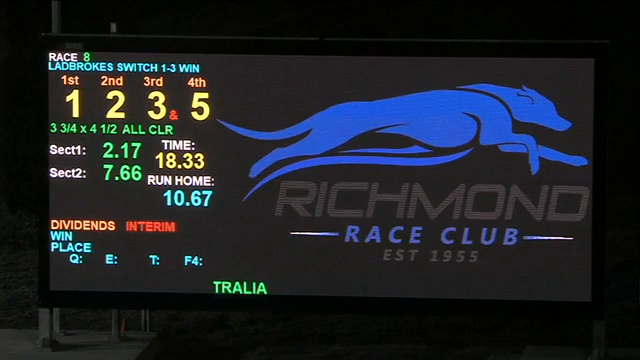 RACE 8
LADBROKES SWITCH 1-3 WIN
1st 2nd 3rd 4th
1 2 3 & 5
3 3/4 x 4 1/2 ALL CLR
Sect1: 2.17 TIME: 18.33
Sect2: 7.66 RUN HOME: 10.67
DIVIDENDS INTERIM
WIN
PLACE
Q: E: T: F4:
TRALIA
RICHMOND
RACE CLUB
EST 1955